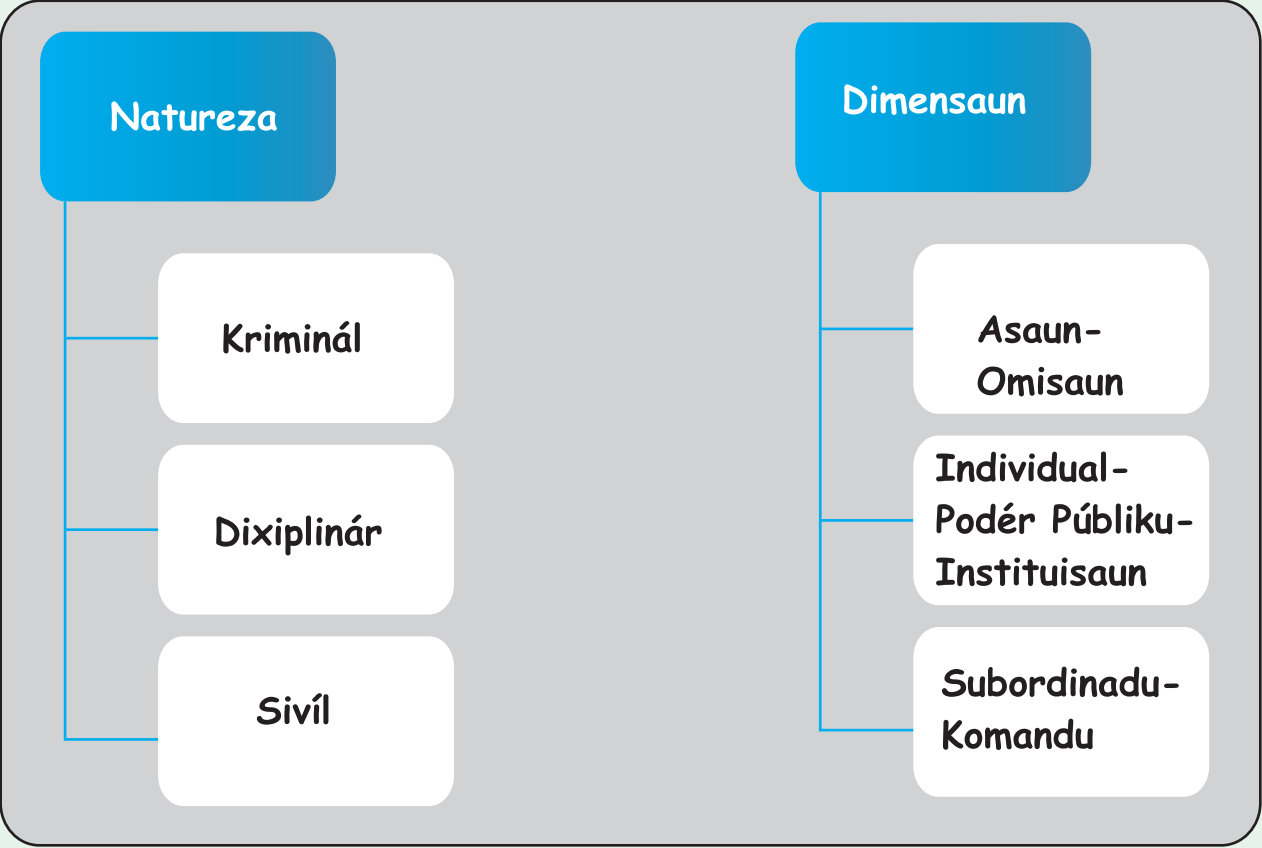 Natureza
Kriminál
Dixiplinár
Sivíl
Dimensaun
Asaun-
Omisaun
Individual-
Podér Públiku-
Instituisaun
Subordinadu-
Komandu